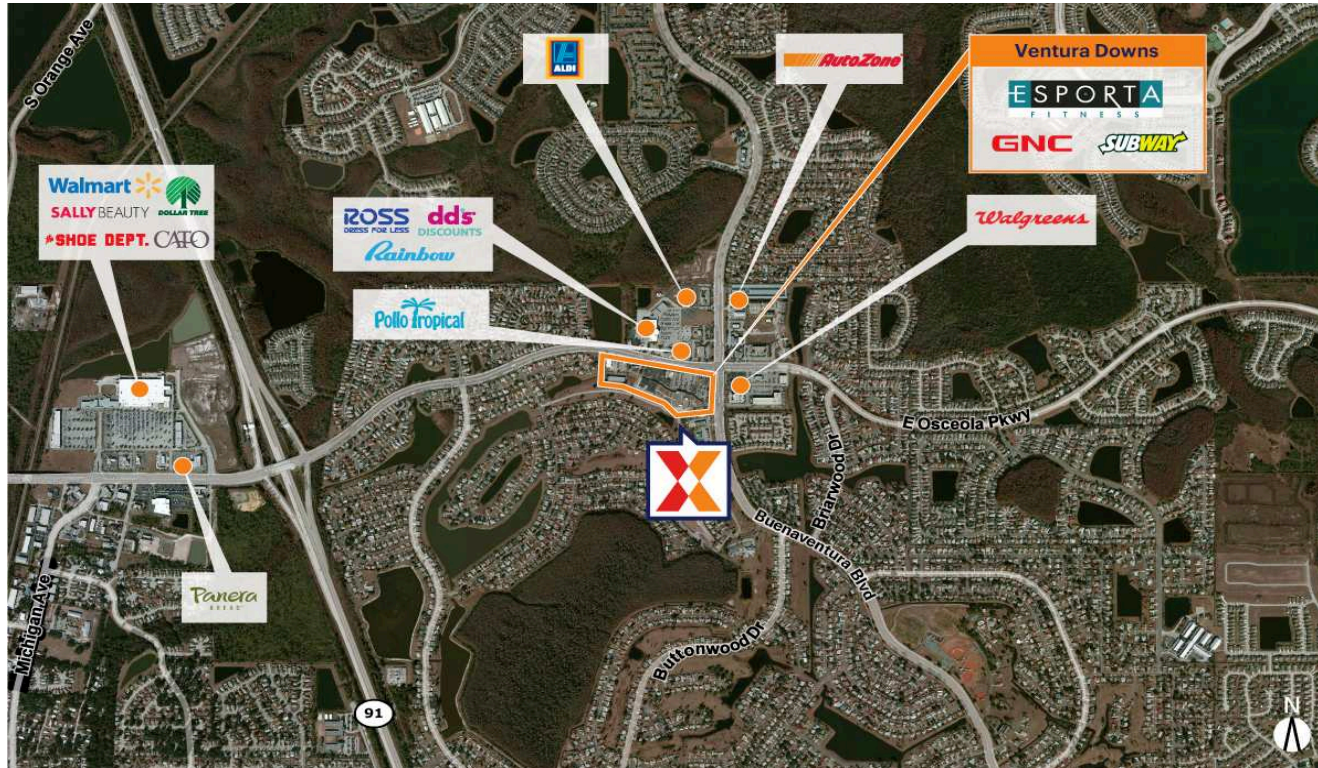 S Orange Ave
ALDI
AutoZone
Ventura Downs
ESPORTA
FITNESS
GNC
SUBWAY
Walmart
DOLLAR TREE
SALLY BEAUTY
SHOE DEPT.
CATO
ROSS
DRESS FOR LESS
dd's
DISCOUNTS
Rainbow
Walgreens
Pollo Tropical
E Osceola Pkwy
Briarwood Dr
Buenaventura Blvd
Panera
BREAD
Michigan Ave
Buttonwood Dr
91
N